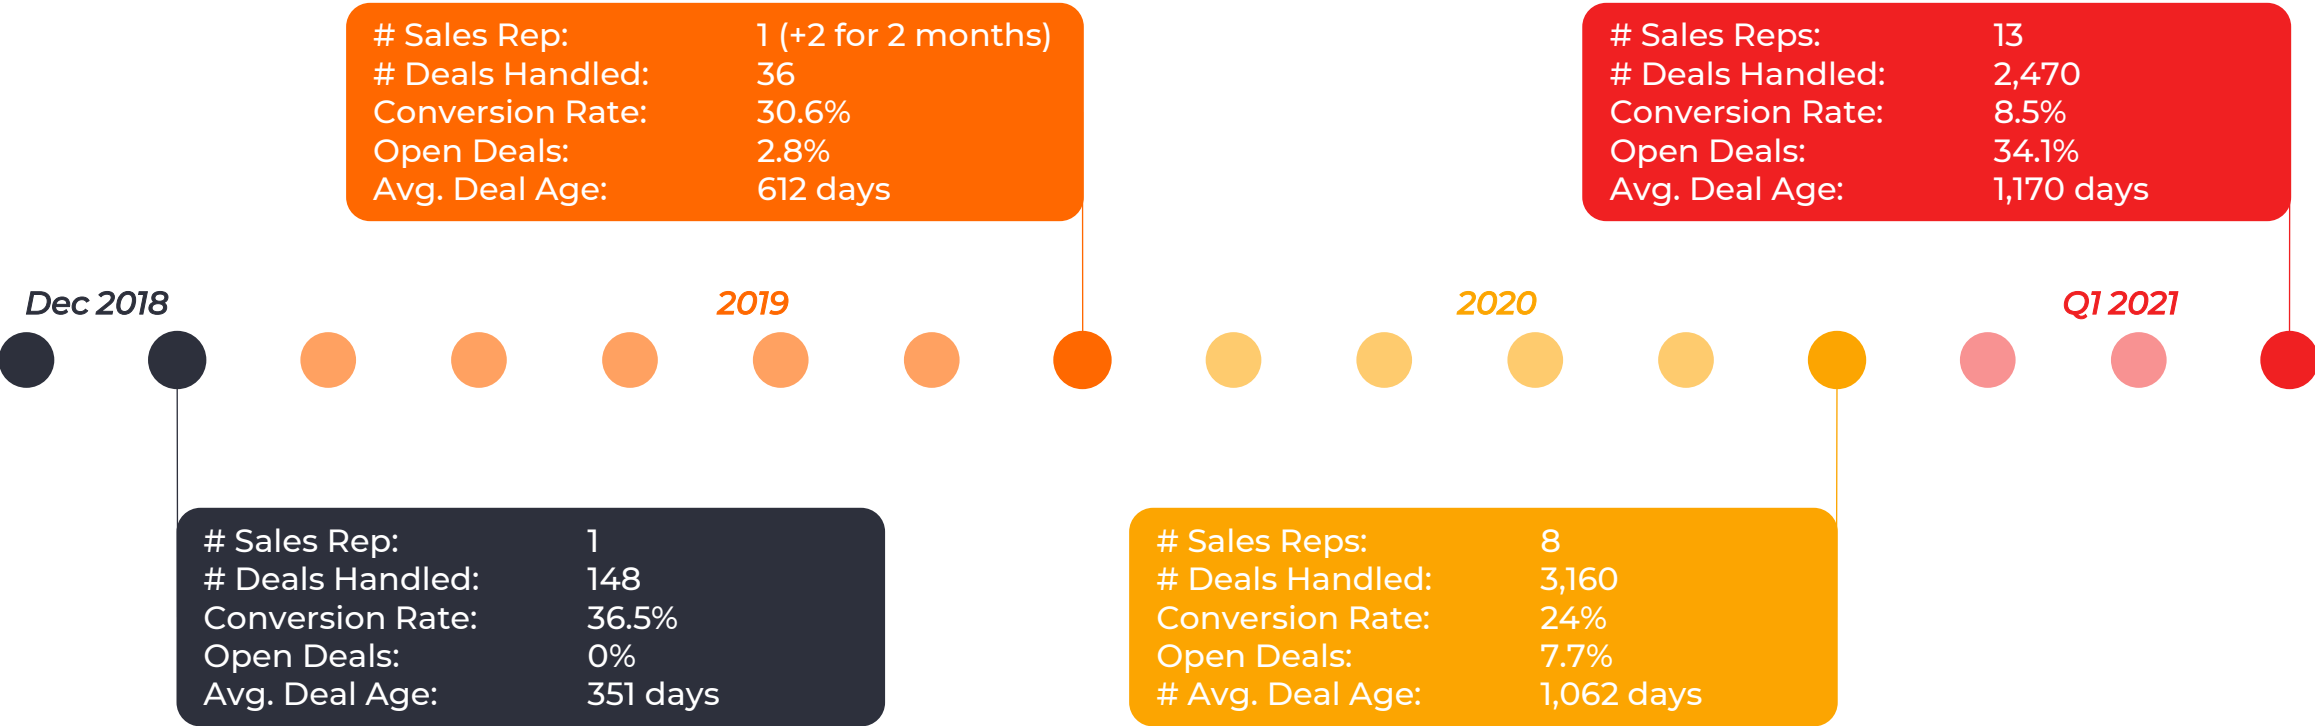 # Sales Rep: 1 (+2 for 2 months)
# Deals Handled: 36
Conversion Rate: 30.6%
Open Deals: 2.8%
Avg. Deal Age: 612 days
# Sales Reps: 13
# Deals Handled: 2,470
Conversion Rate: 8.5%
Open Deals: 34.1%
Avg. Deal Age: 1,170 days
Dec 2018
2019
2020
Q1 2021
# Sales Rep: 1
# Deals Handled: 148
Conversion Rate: 36.5%
Open Deals: 0%
Avg. Deal Age: 351 days
# Sales Reps: 8
# Deals Handled: 3,160
Conversion Rate: 24%
Open Deals: 7.7%
# Avg. Deal Age: 1,062 days